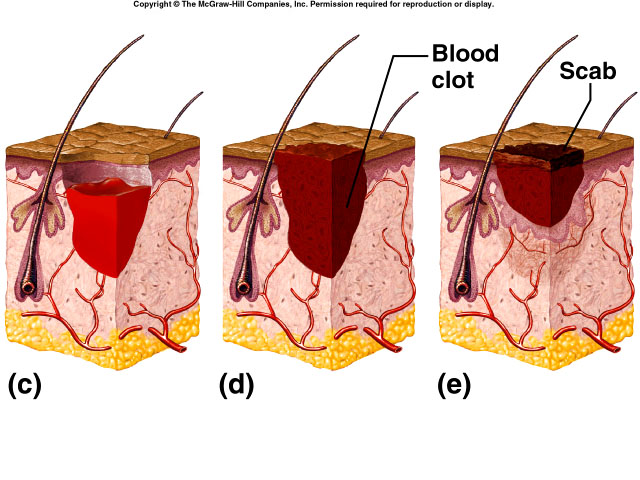 Copyright © The McGraw-Hill Companies, Inc. Permission required for reproduction or display.
Blood
clot
Scab
(c)
(d)
(e)